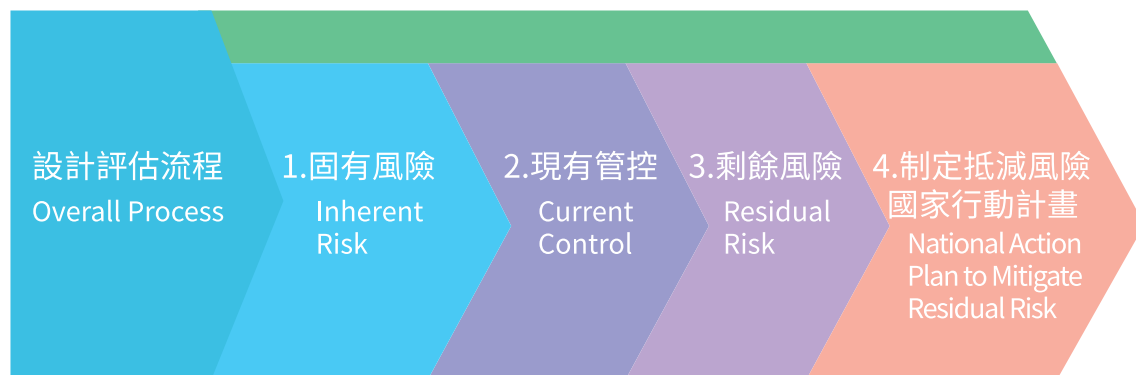 設計評估流程
Overall Process
1.固有風險
Inherent
Risk
2.現有管控
Current
Control
3.剩餘風險
Residual
Risk
4.制定抵減風險
國家行動計畫
National Action
Plan to Mitigate
Residual Risk